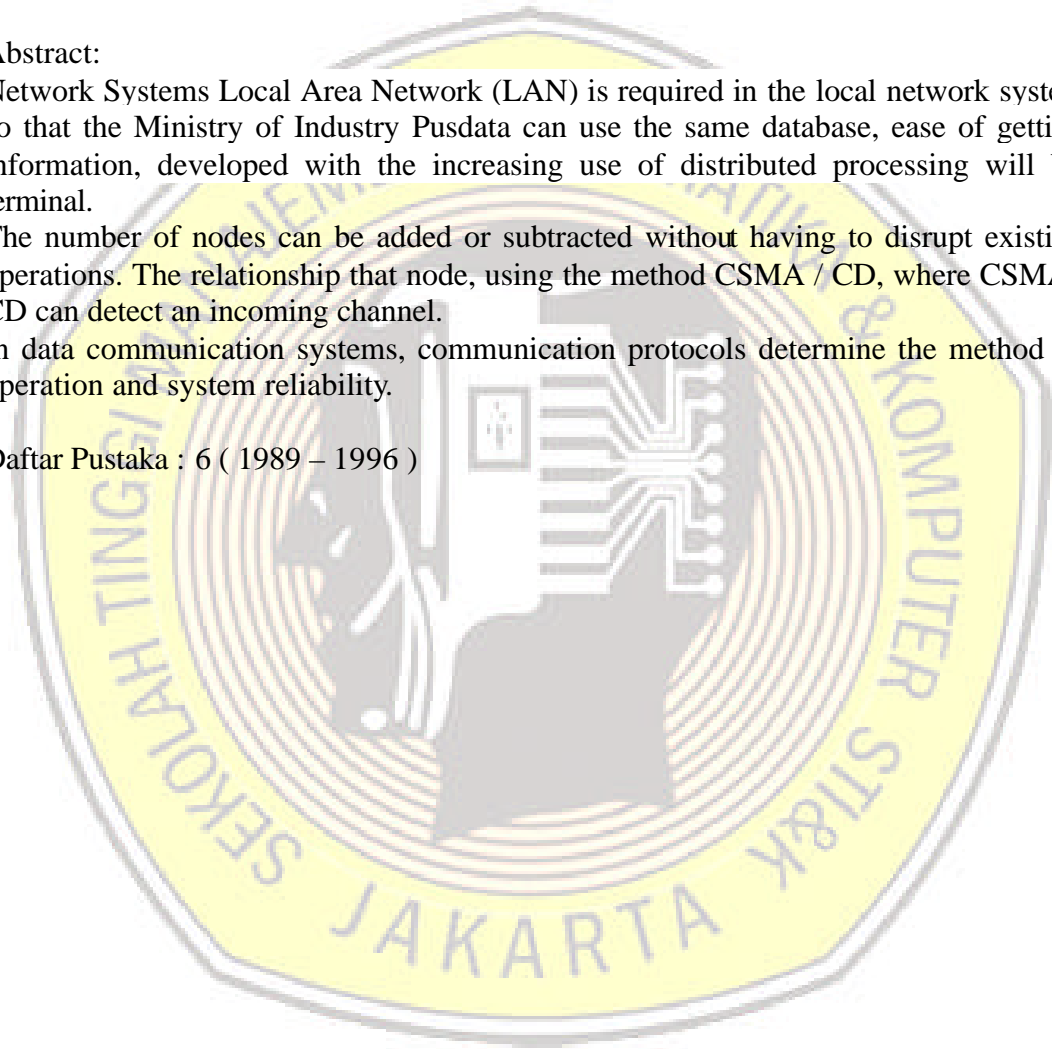 Abstract:
Network Systems Local Area Network (LAN) is required in the local network syste
o that the Ministry of Industry Pusdata can use the same database, ease of getti
nformation, developed with the increasing use of distributed processing will
erminal.
The number of nodes can be added or subtracted without having to disrupt existi
perations. The relationship that node, using the method CSMA / CD, where CSMA
CD can detect an incoming channel.
n data communication systems, communication protocols determine the method
peration and system reliability.
Daftar Pustaka : 6 ( 1989 – 1996 )
SEKOLAH TINGGI MANAJEMEN INFORMATIKA & KOMPUTER STI&K
JAKARTA